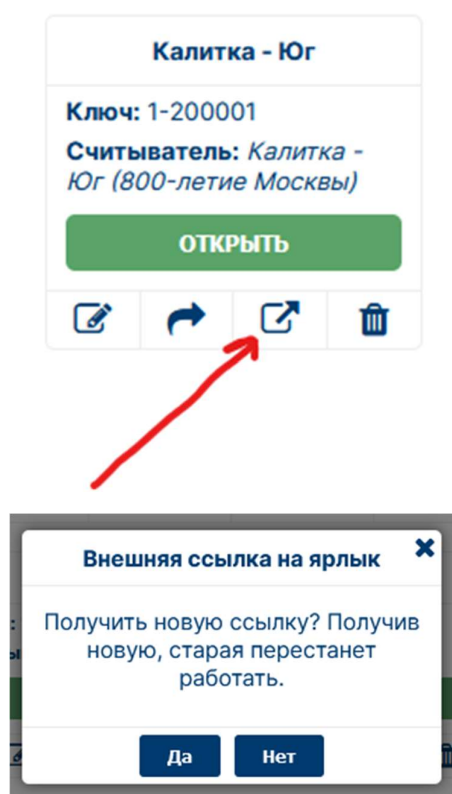 Калитка - Юг
Ключ: 1-200001
Считыватель: Калитка -
Юг (800-летие Москвы)
ОТКРЫТЬ
Внешняя ссылка на ярлык
Получить новую ссылку? Получив
новую, старая перестанет
работать.
Да Нет